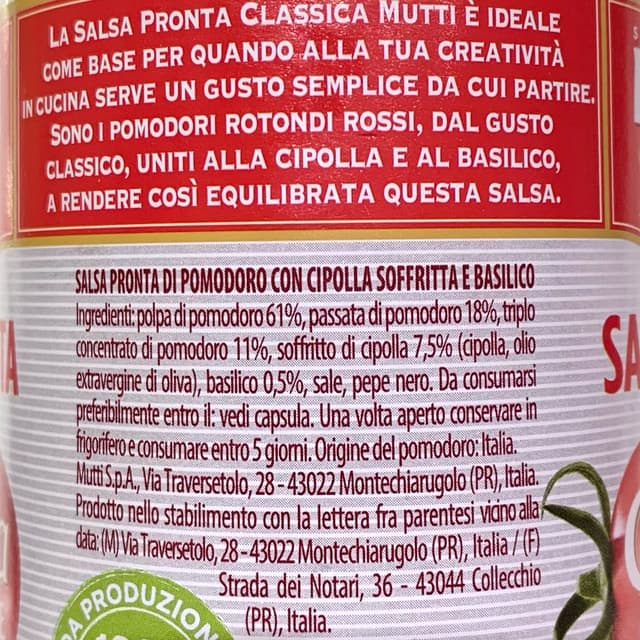 LA SALSA PRONTA CLASSICA MUTTI È IDEALE
COME BASE PER QUANDO ALLA TUA CREATIVITÀ
IN CUCINA SERVE UN GUSTO SEMPLICE DA CUI PARTIRE.
SONO I POMODORI ROTONDI ROSSI, DAL GUSTO
CLASSICO, UNITI ALLA CIPOLLA E AL BASILICO,
A RENDERE COSÌ EQUILIBRATA QUESTA SALSA.
SALSA PRONTA DI POMODORO CON CIPOLLA SOFFRITTA E BASILICO
Ingredienti: polpa di pomodoro 61%, passata di pomodoro 18%, triplo
concentrato di pomodoro 11%, soffritto di cipolla 7,5% (cipolla, olio
extravergine di oliva), basilico 0,5%, sale, pepe nero. Da consumarsi
preferibilmente entro il: vedi capsula. Una volta aperto conservare in
frigorifero e consumare entro 5 giorni. Origine del pomodoro: Italia.
Mutti S.p.A., Via Traversetolo, 28 - 43022 Montechiarugolo (PR), Italia.
Prodotto nello stabilimento con la lettera fra parentesi vicino alla
data: (M) Via Traversetolo, 28 - 43022 Montechiarugolo (PR), Italia / (F)
Strada dei Notari, 36 - 43044 Collecchio
(PR), Italia.
DA PRODUZION
TA
SA